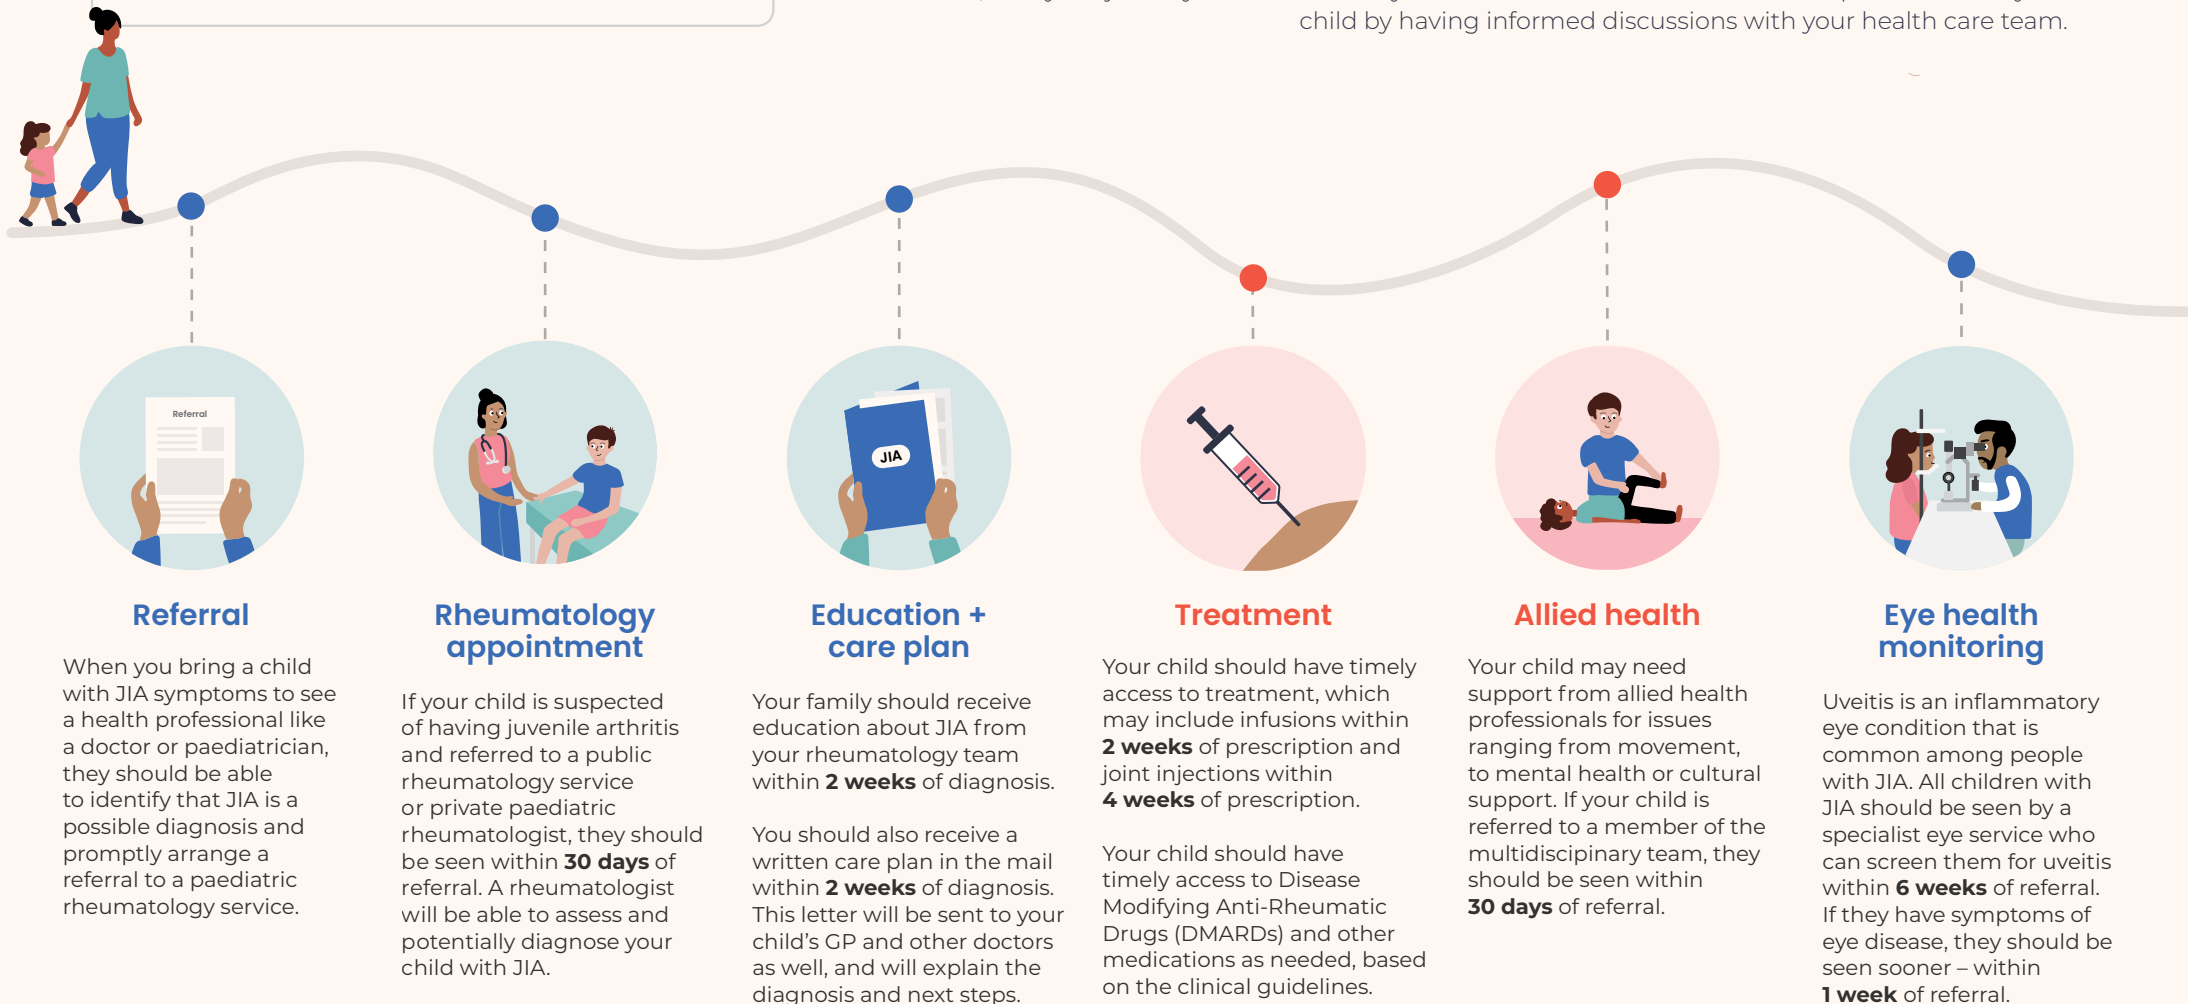 child by having informed discussions with your health care team.
Referral
JIA
Referral
When you bring a child
with JIA symptoms to see
a health professional like
a doctor or paediatrician,
they should be able
to identify that JIA is a
possible diagnosis and
promptly arrange a
referral to a paediatric
rheumatology service.
Rheumatology
appointment
If your child is suspected
of having juvenile arthritis
and referred to a public
rheumatology service
or private paediatric
rheumatologist, they should
be seen within 30 days of
referral. A rheumatologist
will be able to assess and
potentially diagnose your
child with JIA.
Education +
care plan
Your family should receive
education about JIA from
your rheumatology team
within 2 weeks of diagnosis.
You should also receive a
written care plan in the mail
within 2 weeks of diagnosis.
This letter will be sent to your
child's GP and other doctors
as well, and will explain the
diagnosis and next steps.
Treatment
Your child should have timely
access to treatment, which
may include infusions within
2 weeks of prescription and
joint injections within
4 weeks of prescription.
Your child should have
timely access to Disease
Modifying Anti-Rheumatic
Drugs (DMARDs) and other
medications as needed, based
on the clinical guidelines.
Allied health
Your child may need
support from allied health
professionals for issues
ranging from movement,
to mental health or cultural
support. If your child is
referred to a member of the
multidiscipinary team, they
should be seen within
30 days of referral.
Eye health
monitoring
Uveitis is an inflammatory
eye condition that is
common among people
with JIA. All children with
JIA should be seen by a
specialist eye service who
can screen them for uveitis
within 6 weeks of referral.
If they have symptoms of
eye disease, they should be
seen sooner – within
1 week of referral.